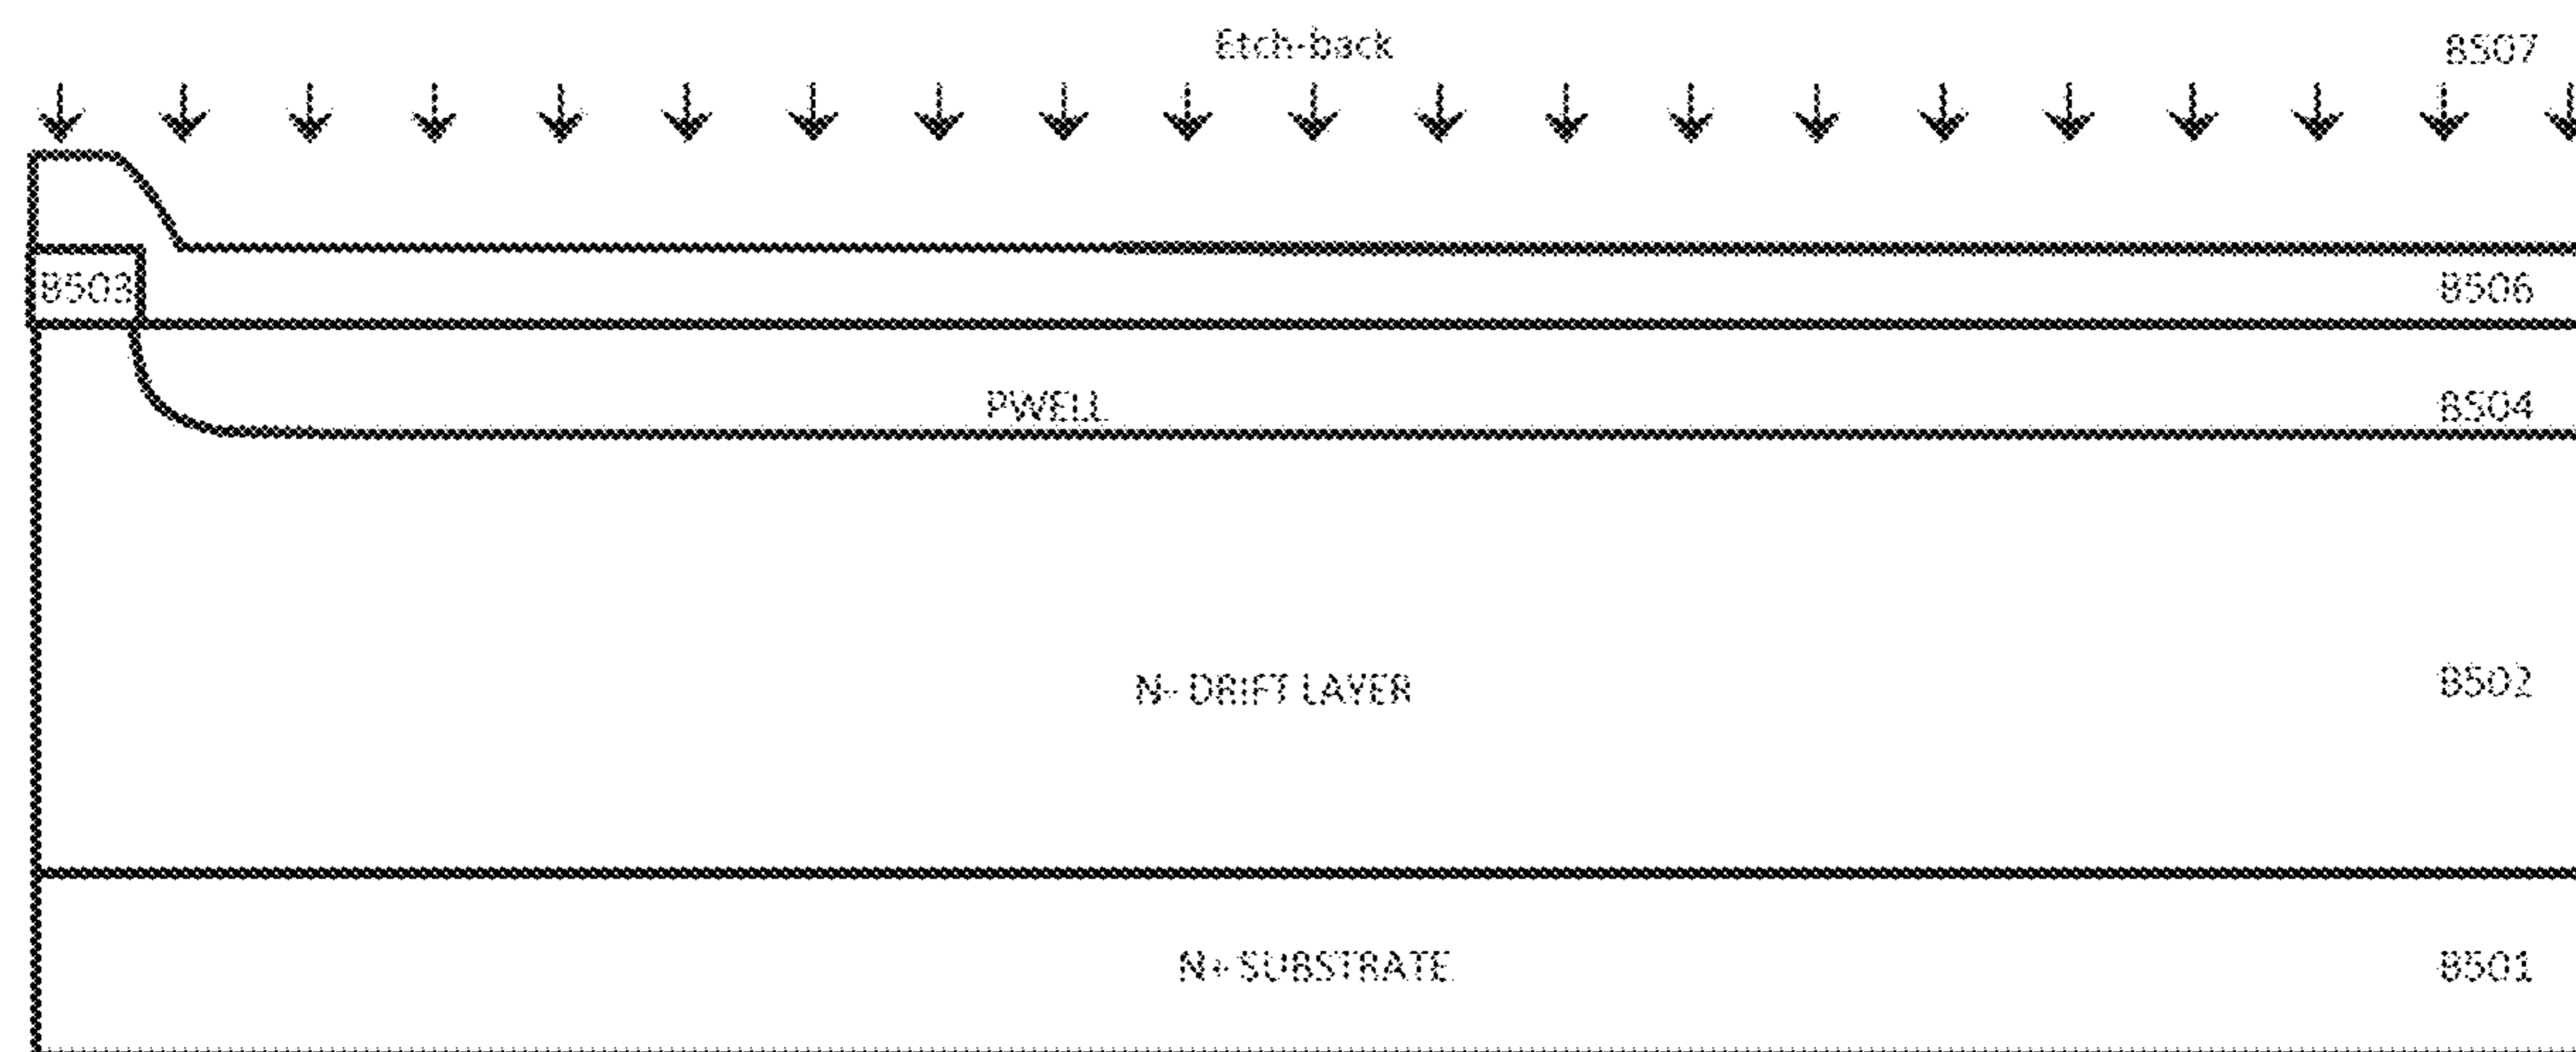 Etch-back 8507
8503 8506
PWELL 8504
N- DRIFT LAYER 8502
N+ SUBSTRATE 8501